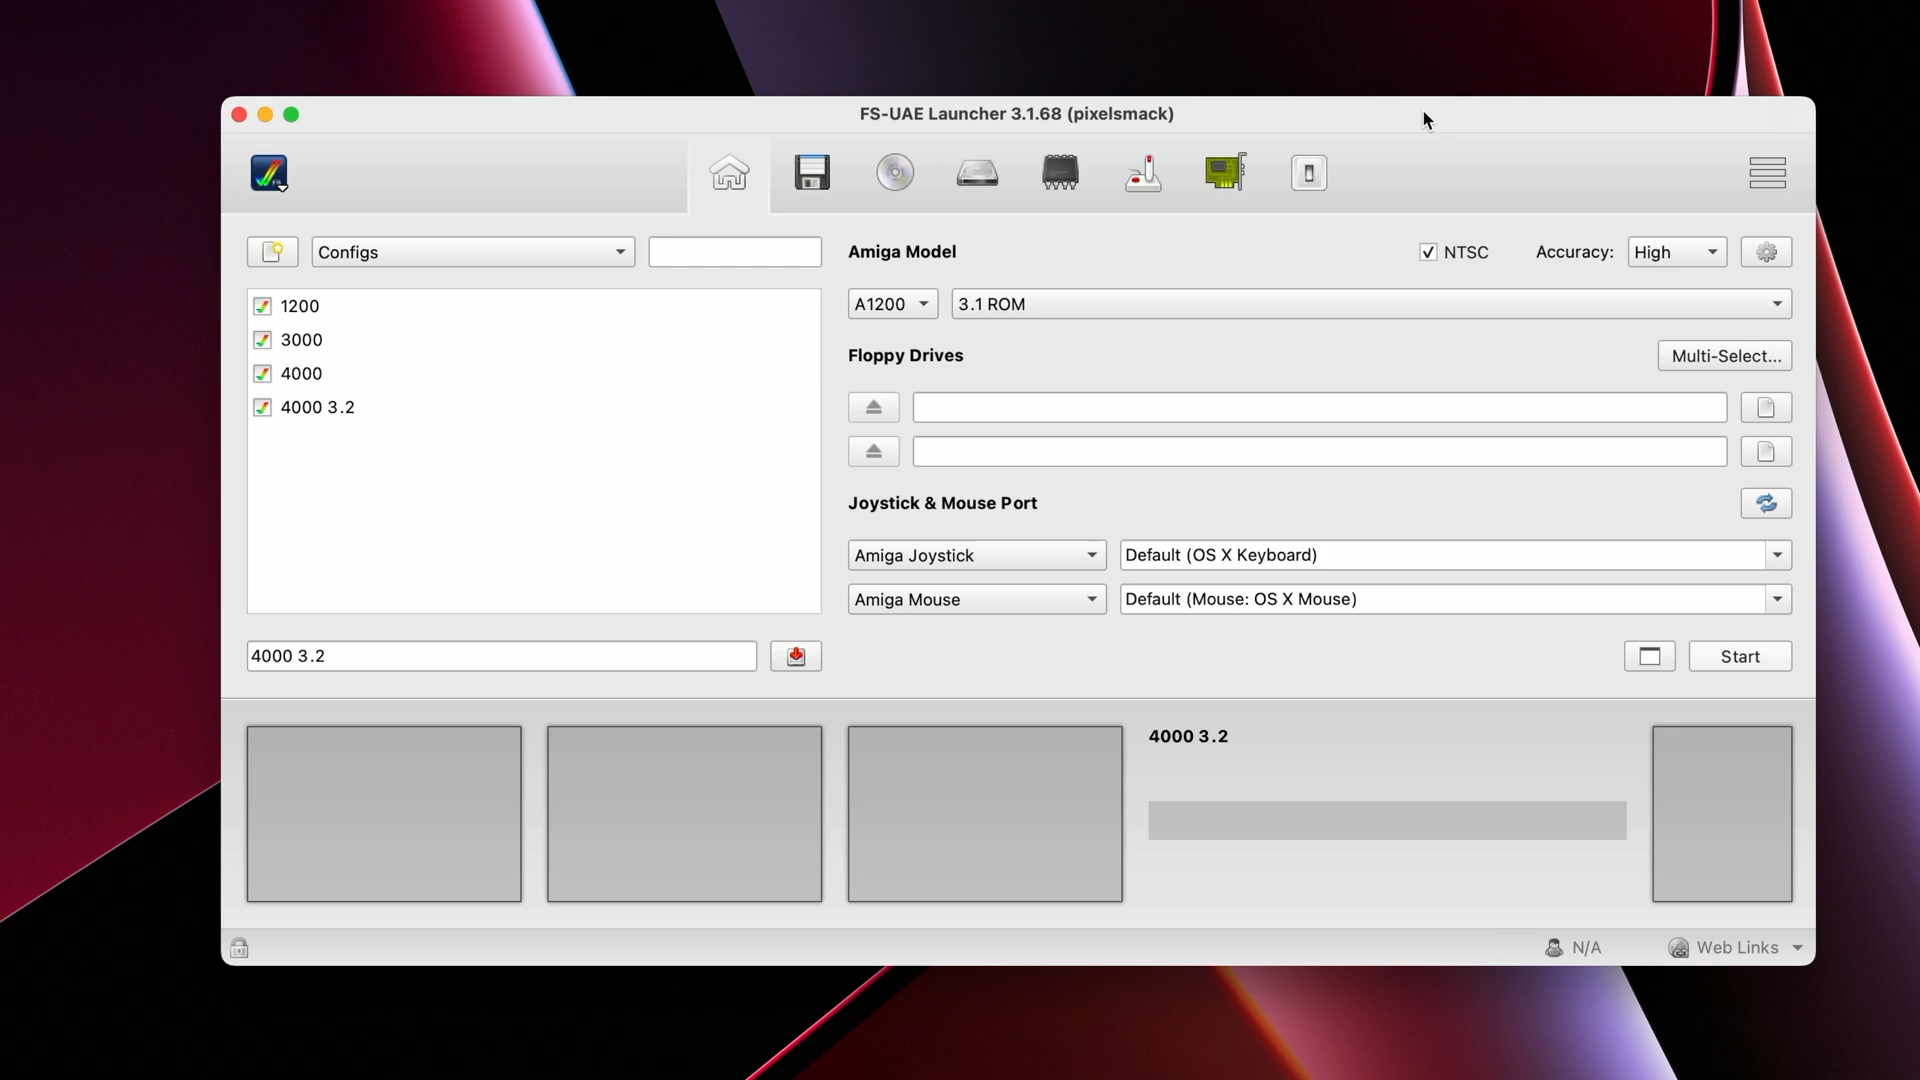 FS-UAE Launcher 3.1.68 (pixelsmack)
Configs
1200
3000
4000
4000 3.2
4000 3.2
Amiga Model
NTSC
Accuracy:
High
A1200
3.1 ROM
Floppy Drives
Multi-Select...
Joystick & Mouse Port
Amiga Joystick
Default (OS X Keyboard)
Amiga Mouse
Default (Mouse: OS X Mouse)
Start
4000 3.2
N/A
Web Links